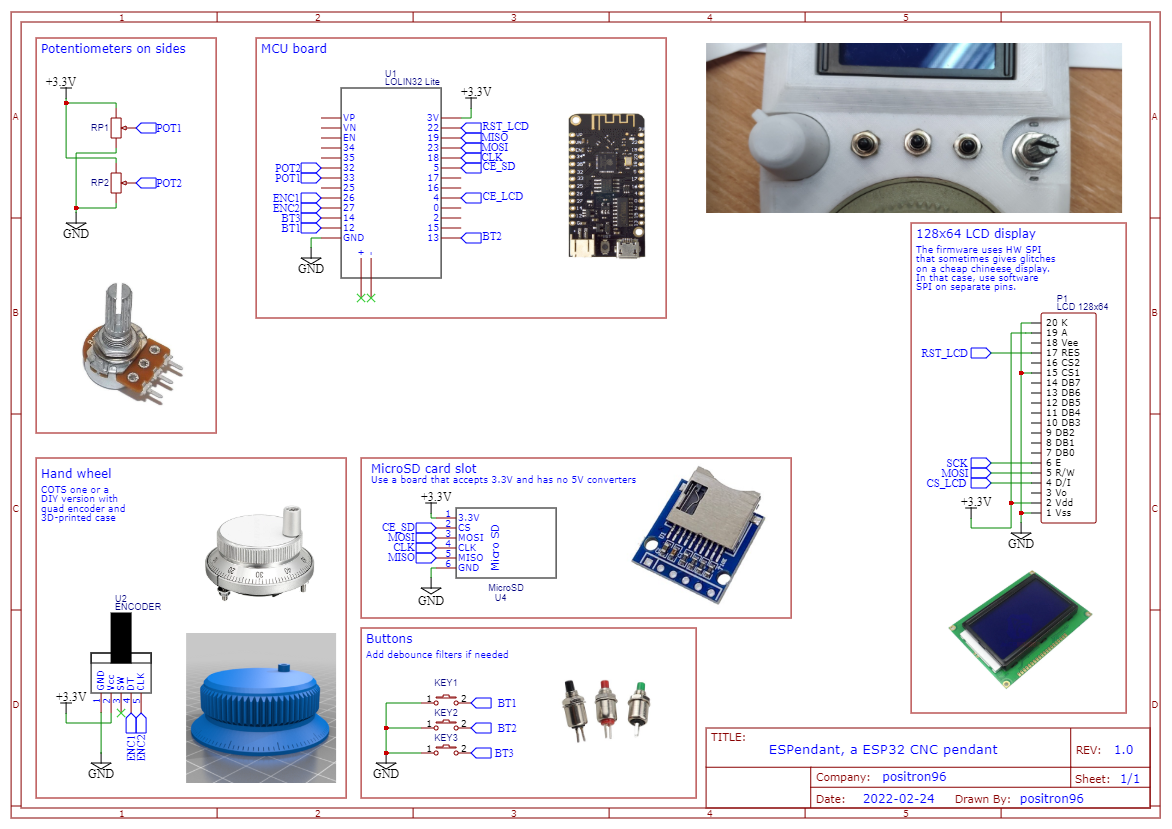 1 2 3 4 5
A
B
C
D
Potentiometers on sides
+3.3V
RP1
POT1
RP2
POT2
GND
MCU board
U1
LOLIN32 Lite
+3.3V
VP 3V
VN 22 RST_LCD
EN 19 MISO
34 23 MOSI
35 18 CLK
POT2 32 5 CE_SD
POT1 33 17
25 16
ENC1 26 4 CE_LCD
ENC2 27 0
BT3 14 2
BT1 12 15
GND 13 BT2
+ -
GND
128x64 LCD display
The firmware uses HW SPI
that sometimes gives glitches
on a cheap chinese display.
In that case, use software
SPI on separate pins.
P1
LCD 128x64
20 K
19 A
18 Vee
RST_LCD 17 RES
16 CS2
15 CS1
14 DB7
13 DB6
12 DB5
11 DB4
10 DB3
9 DB2
8 DB1
7 DB0
SCK 6 E
MOSI 5 R/W
CS_LCD 4 D/I
3 Vo
+3.3V
2 Vdd
1 Vss
GND
Hand wheel
COTS one or a
DIY version with
quad encoder and
3D-printed case
20 30 40
U2
ENCODER
GND Vcc SW DT CLK
1 2 3 4 5
+3.3V
ENC1
ENC2
GND
MicroSD card slot
Use a board that accepts 3.3V and has no 5V converters
+3.3V
1 3.3V
CE_SD 2 CS
MOSI 3 MOSI
CLK 4 CLK
MISO 5 MISO
6 GND
Micro SD
GND
MicroSD
U4
Buttons
Add debounce filters if needed
KEY1
1 2 BT1
KEY2
1 2 BT2
KEY3
1 2 BT3
GND
TITLE:
ESPendant, a ESP32 CNC pendant
REV: 1.0
Company: positron96
Sheet: 1/1
Date: 2022-02-24 Drawn By: positron96
A
B
C
D
1 2 3 4 5